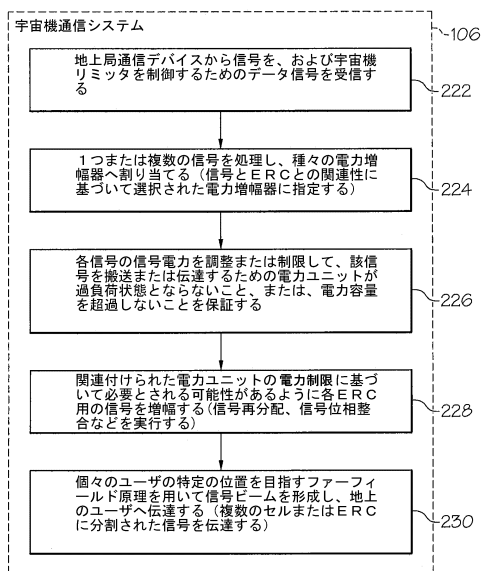 宇宙機通信システム
106
地上局通信デバイスから信号を、および宇宙機
リミッタを制御するためのデータ信号を受信す
る
222
1つまたは複数の信号を処理し、種々の電力増
幅器へ割り当てる（信号とERCとの関連性に
基づいて選択された電力増幅器に指定する）
224
各信号の信号電力を調整または制限して、該信
号を搬送または伝達するための電力ユニットが
過負荷状態とならないこと、または、電力容量
を超過しないことを保証する
226
関連付けられた電力ユニットの電力制限に基づ
いて必要とされる可能性があるように各ERC
用の信号を増幅する（信号再分配、信号位相整
合などを実行する）
228
個々のユーザの特定の位置を目指すファーフィ
ールド原理を用いて信号ビームを形成し、地上
のユーザへ伝達する（複数のセルまたはERC
に分割された信号を伝達する）
230